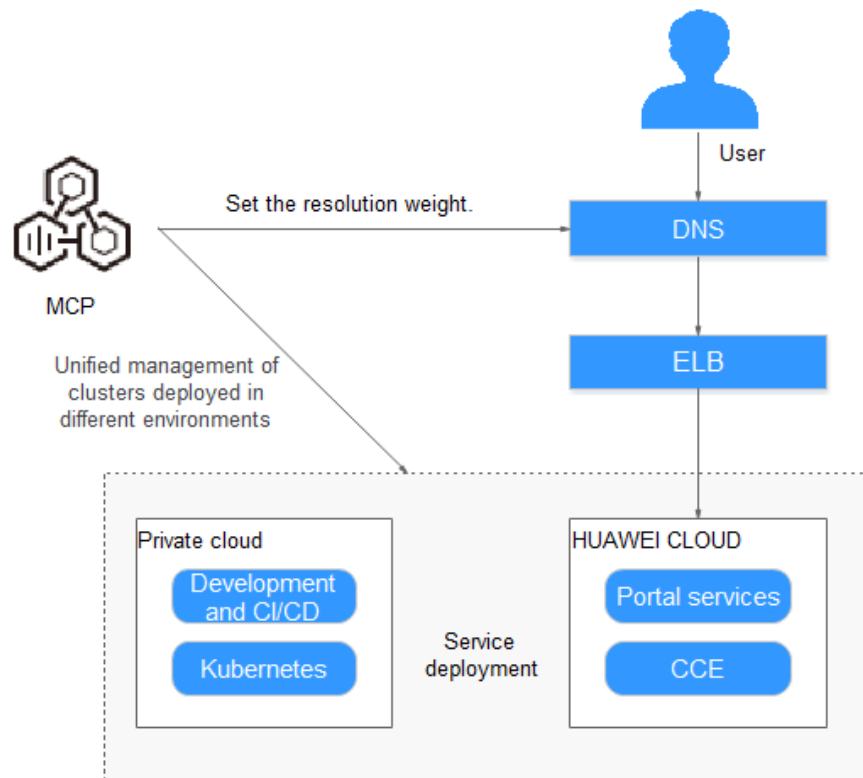 User
Set the resolution weight.
DNS
MCP
Unified management of
clusters deployed in
different environments
ELB
Private cloud
Development
and CI/CD
Kubernetes
Service
deployment
HUAWEI CLOUD
Portal services
CCE